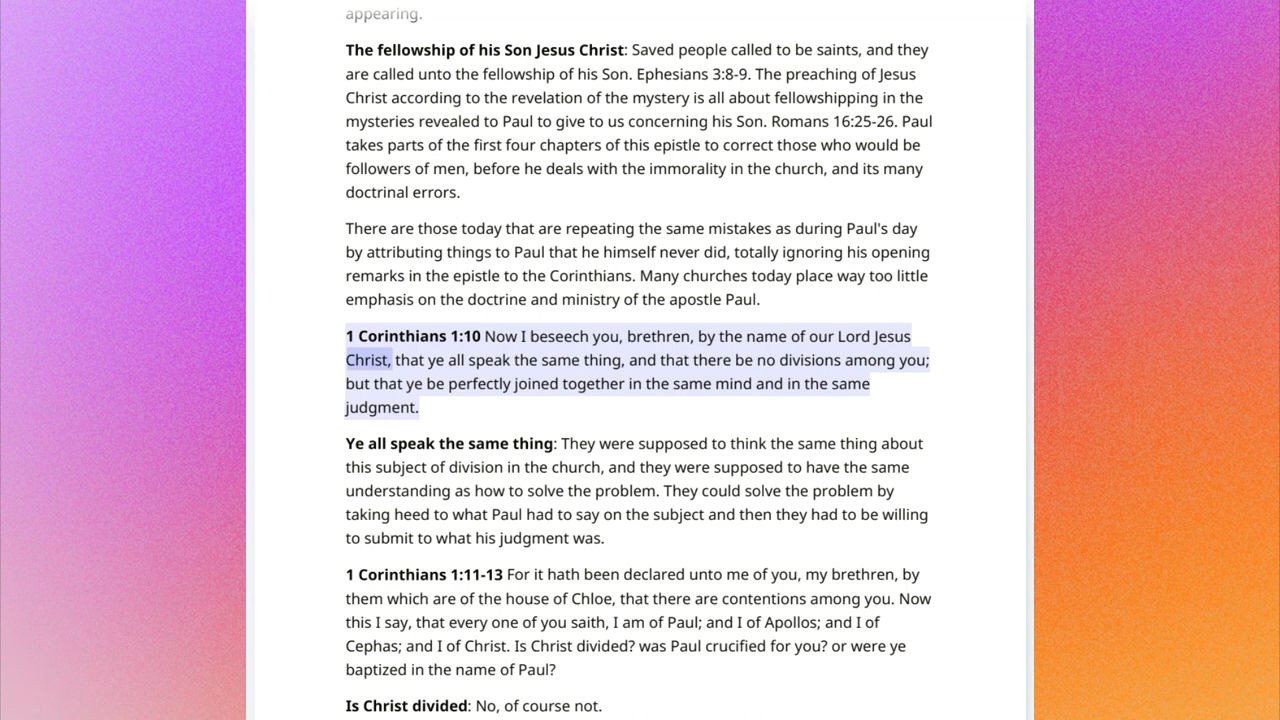 appearing.
The fellowship of his Son Jesus Christ: Saved people called to be saints, and they
are called unto the fellowship of his Son. Ephesians 3:8-9. The preaching of Jesus
Christ according to the revelation of the mystery is all about fellowshipping in the
mysteries revealed to Paul to give to us concerning his Son. Romans 16:25-26. Paul
takes parts of the first four chapters of this epistle to correct those who would be
followers of men, before he deals with the immorality in the church, and its many
doctrinal errors.
There are those today that are repeating the same mistakes as during Paul's day
by attributing things to Paul that he himself never did, totally ignoring his opening
remarks in the epistle to the Corinthians. Many churches today place way too little
emphasis on the doctrine and ministry of the apostle Paul.
1 Corinthians 1:10 Now I beseech you, brethren, by the name of our Lord Jesus
Christ, that ye all speak the same thing, and that there be no divisions among you;
but that ye be perfectly joined together in the same mind and in the same
judgment.
Ye all speak the same thing: They were supposed to think the same thing about
this subject of division in the church, and they were supposed to have the same
understanding as how to solve the problem. They could solve the problem by
taking heed to what Paul had to say on the subject and then they had to be willing
to submit to what his judgment was.
1 Corinthians 1:11-13 For it hath been declared unto me of you, my brethren, by
them which are of the house of Chloe, that there are contentions among you. Now
this I say, that every one of you saith, I am of Paul; and I of Apollos; and I of
Cephas; and I of Christ. Is Christ divided? was Paul crucified for you? or were ye
baptized in the name of Paul?
Is Christ divided: No, of course not.